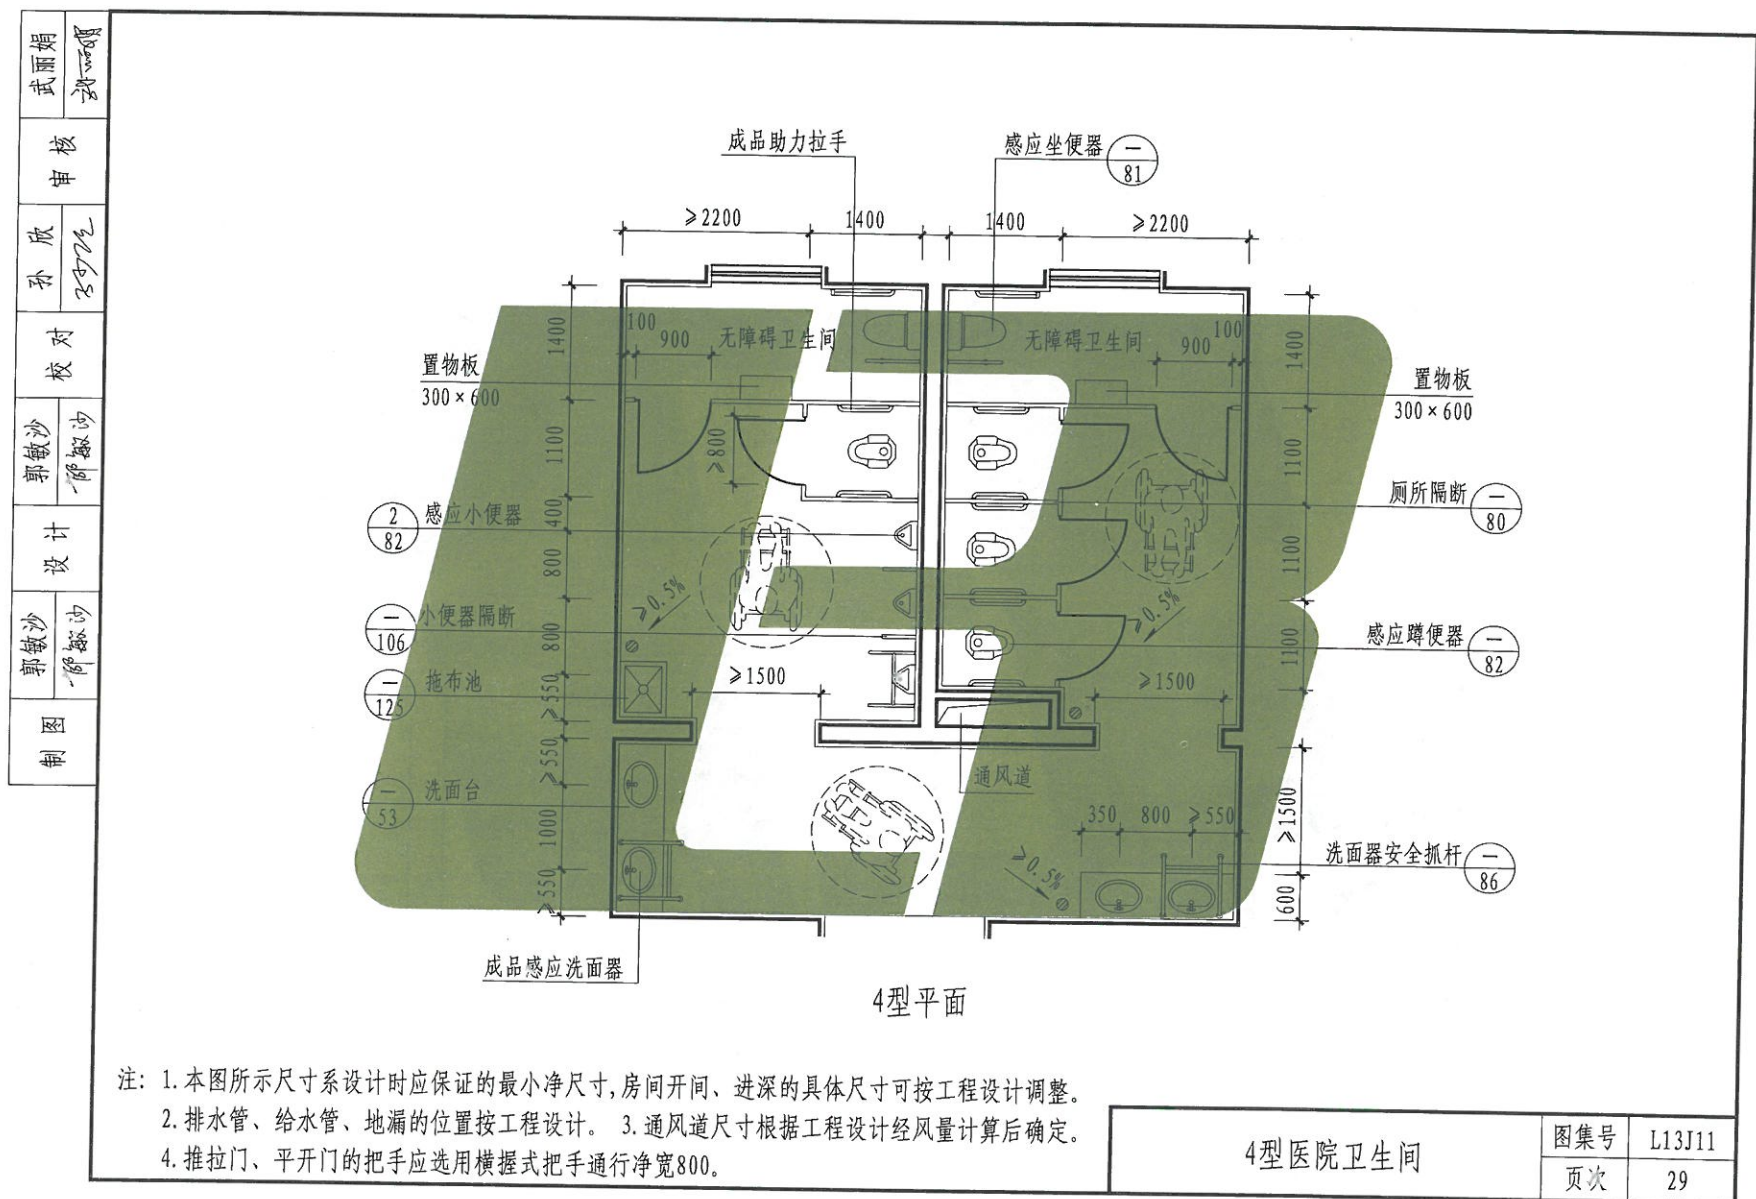 武丽娟
审核
孙欣
校对
郭敏沙
郭敏沙
设计
郭敏沙
郭敏沙
制图
成品助力拉手
感应坐便器
一
81
≥2200
1400
1400
≥2200
100
900
无障碍卫生间
无障碍卫生间
900
100
1400
1100
400
800
800
≥550
≥550
1000
≥550
1400
1100
1100
1100
≥1500
600
置物板
300×600
置物板
300×600
≥800
厕所隔断
一
80
2
82
感应小便器
≥0.5%
≥0.5%
一
106
小便器隔断
感应蹲便器
一
82
一
125
拖布池
≥1500
≥1500
通风道
一
53
洗面台
350
800
≥550
≥0.5%
洗面器安全抓杆
一
86
成品感应洗面器
4型平面
注: 1.本图所示尺寸系设计时应保证的最小净尺寸,房间开间、进深的具体尺寸可按工程设计调整。
2.排水管、给水管、地漏的位置按工程设计。 3.通风道尺寸根据工程设计经风量计算后确定。
4.推拉门、平开门的把手应选用横握式把手通行净宽800。
4型医院卫生间
图集号
L13J11
页次
29